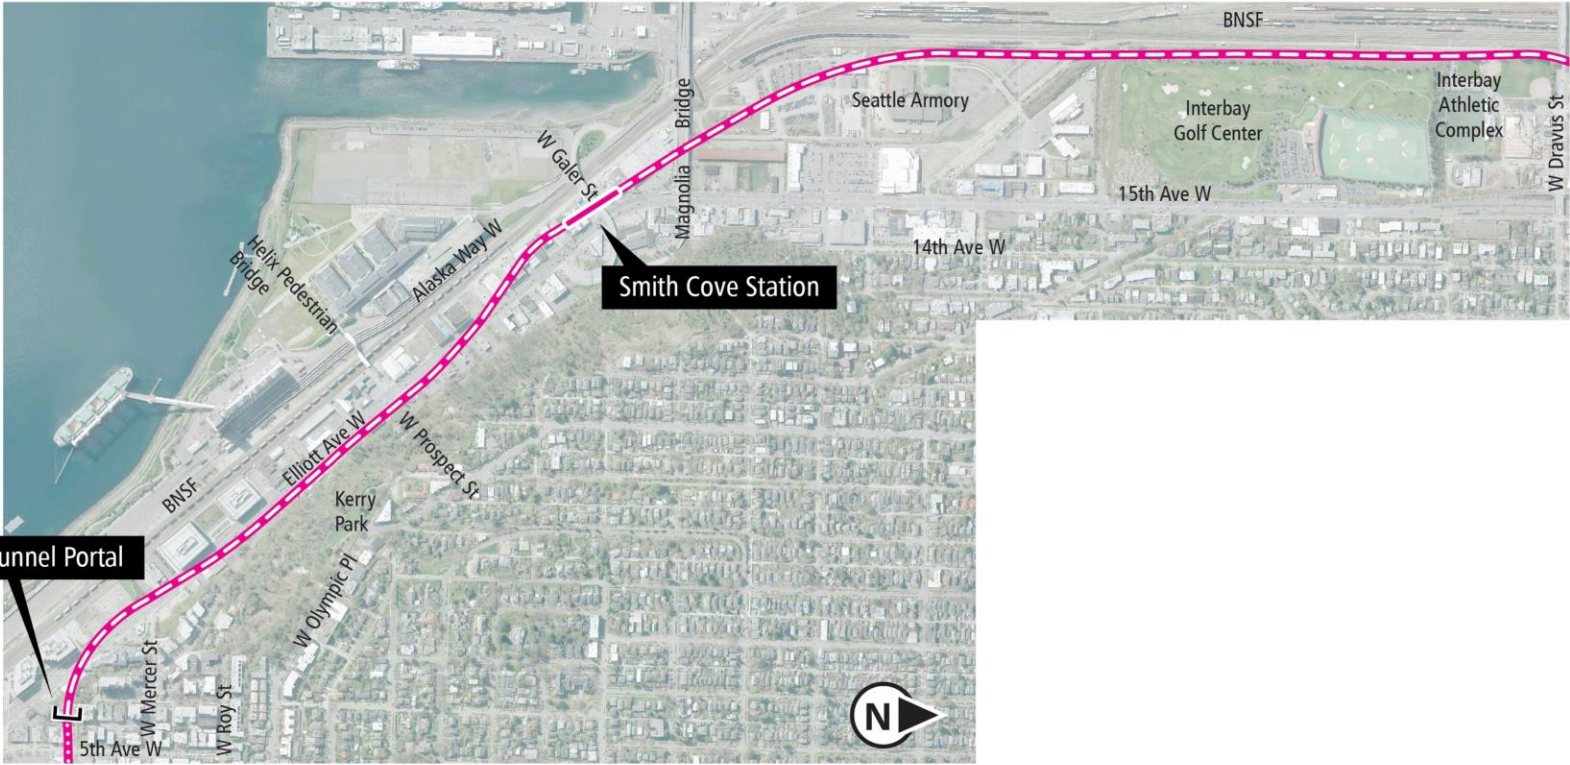 BNSF
Bridge
Magnolia
Seattle Armory
Interbay
Golf Center
Interbay
Athletic
Complex
W Dravus St
W Galer St
15th Ave W
14th Ave W
Smith Cove Station
Helix Pedestrian
Bridge
Alaska Way W
Elliott Ave W
W Prospect St
BNSF
Kerry
Park
unnel Portal
W Olympic Pl
W Mercer St
W Roy St
5th Ave W
N